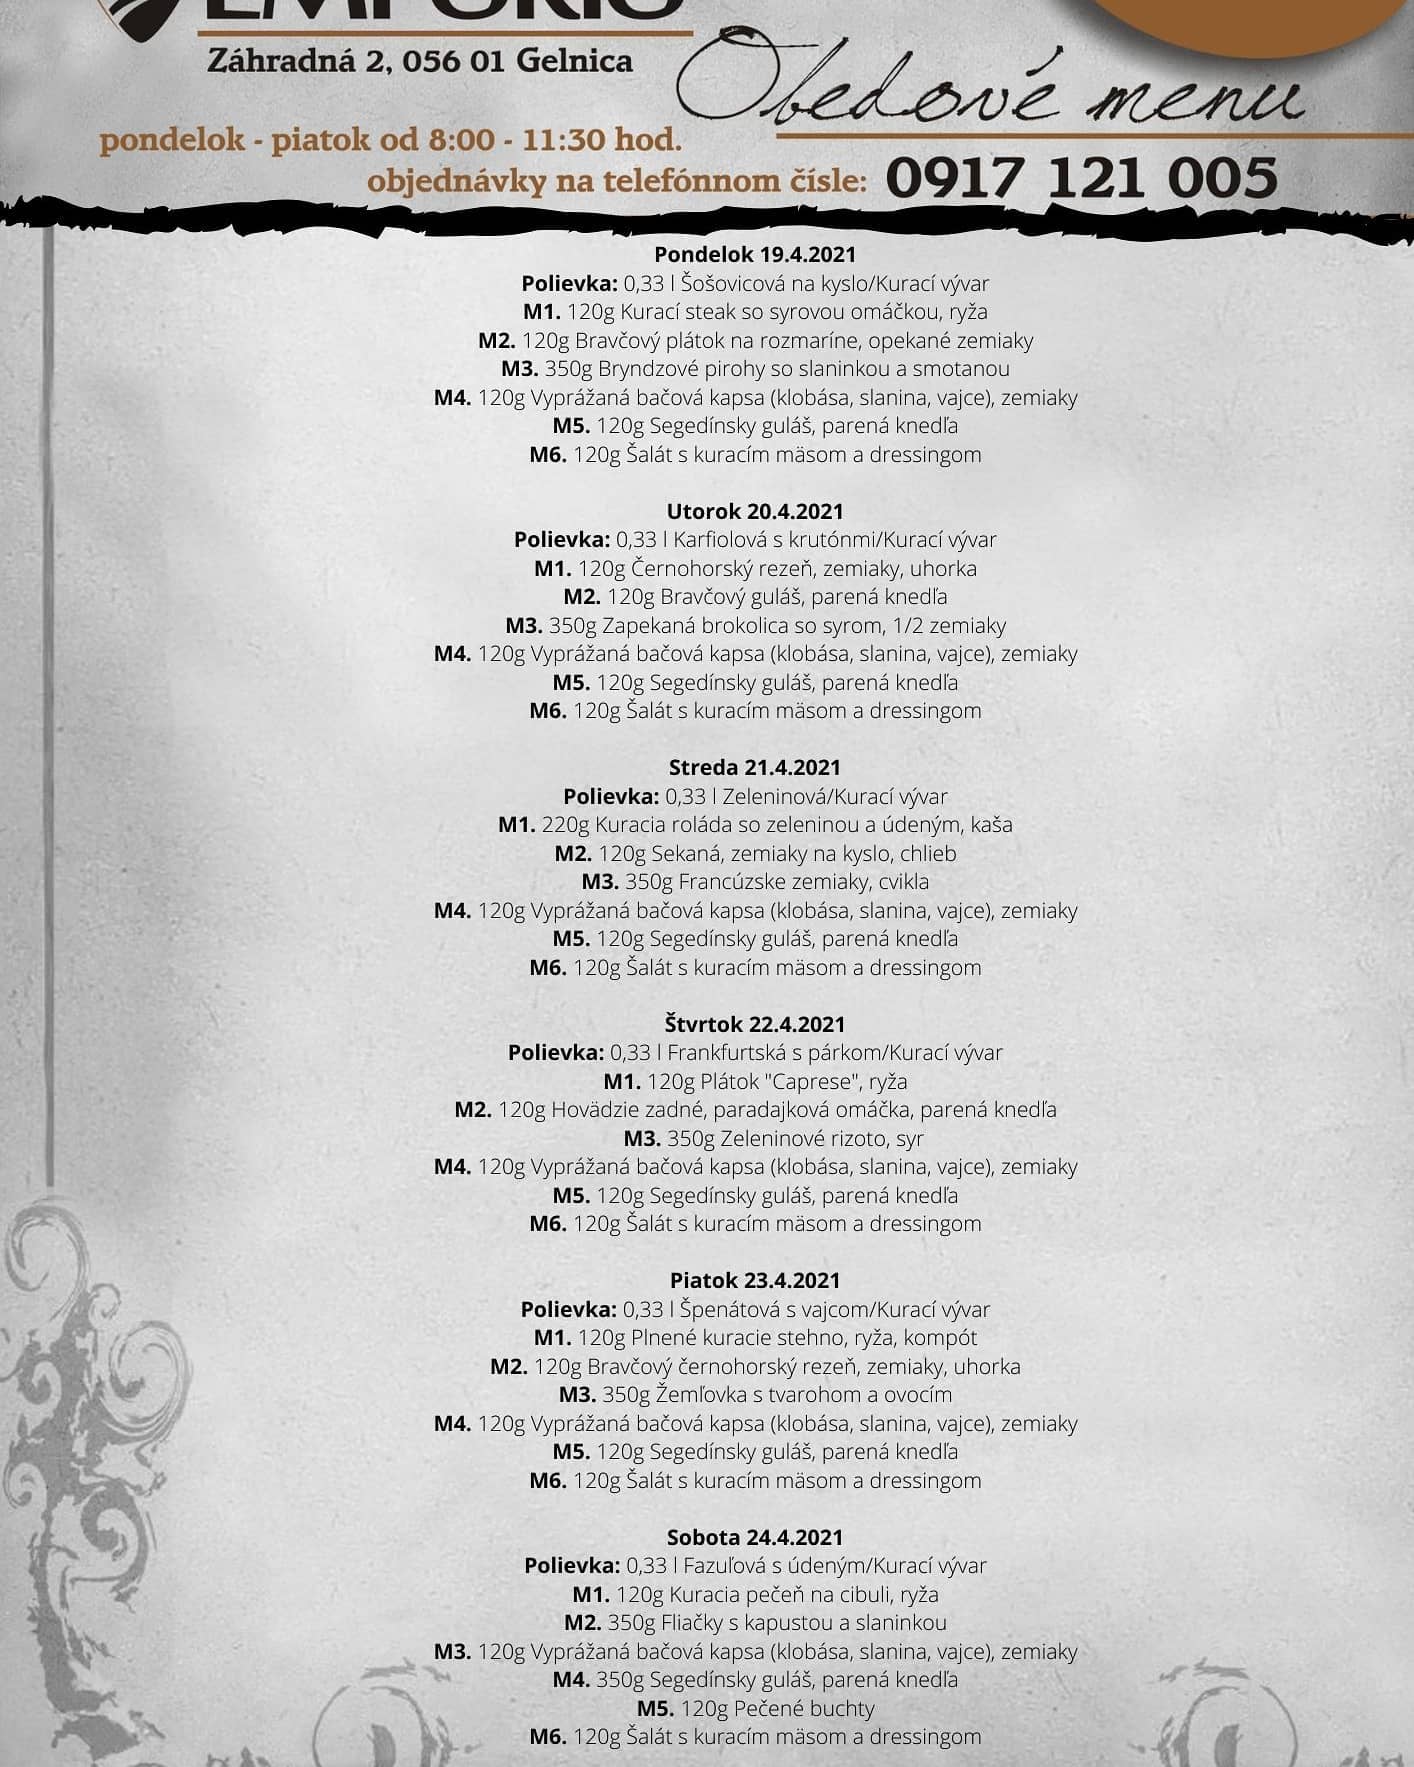 EMPORIO
Záhradná 2, 056 01 Gelnica
Obedové menu
pondelok - piatok od 8:00 - 11:30 hod.
objednávky na telefónnom čísle: 0917 121 005
Pondelok 19.4.2021
Polievka: 0,33 l Šošovicová na kyslo/Kurací vývar
M1. 120g Kurací steak so syrovou omáčkou, ryža
M2. 120g Bravčový plátok na rozmaríne, opekané zemiaky
M3. 350g Bryndzové pirohy so slaninkou a smotanou
M4. 120g Vyprážaná bačová kapsa (klobása, slanina, vajce), zemiaky
M5. 120g Segedínsky guláš, parená knedľa
M6. 120g Šalát s kuracím mäsom a dressingom
Utorok 20.4.2021
Polievka: 0,33 l Karfiolová s krutónmi/Kurací vývar
M1. 120g Černohorský rezeň, zemiaky, uhorka
M2. 120g Bravčový guláš, parená knedľa
M3. 350g Zapekaná brokolica so syrom, 1/2 zemiaky
M4. 120g Vyprážaná bačová kapsa (klobása, slanina, vajce), zemiaky
M5. 120g Segedínsky guláš, parená knedľa
M6. 120g Šalát s kuracím mäsom a dressingom
Streda 21.4.2021
Polievka: 0,33 l Zeleninová/Kurací vývar
M1. 220g Kuracia roláda so zeleninou a údeným, kaša
M2. 120g Sekaná, zemiaky na kyslo, chlieb
M3. 350g Francúzske zemiaky, cvikla
M4. 120g Vyprážaná bačová kapsa (klobása, slanina, vajce), zemiaky
M5. 120g Segedínsky guláš, parená knedľa
M6. 120g Šalát s kuracím mäsom a dressingom
Štvrtok 22.4.2021
Polievka: 0,33 l Frankfurtská s párkom/Kurací vývar
M1. 120g Plátok "Caprese", ryža
M2. 120g Hovädzie zadné, paradajková omáčka, parená knedľa
M3. 350g Zeleninové rizoto, syr
M4. 120g Vyprážaná bačová kapsa (klobása, slanina, vajce), zemiaky
M5. 120g Segedínsky guláš, parená knedľa
M6. 120g Šalát s kuracím mäsom a dressingom
Piatok 23.4.2021
Polievka: 0,33 l Špenátová s vajcom/Kurací vývar
M1. 120g Plnené kuracie stehno, ryža, kompót
M2. 120g Bravčový černohorský rezeň, zemiaky, uhorka
M3. 350g Žemľovka s tvarohom a ovocím
M4. 120g Vyprážaná bačová kapsa (klobása, slanina, vajce), zemiaky
M5. 120g Segedínsky guláš, parená knedľa
M6. 120g Šalát s kuracím mäsom a dressingom
Sobota 24.4.2021
Polievka: 0,33 l Fazuľová s údeným/Kurací vývar
M1. 120g Kuracia pečeň na cibuli, ryža
M2. 350g Fliačky s kapustou a slaninkou
M3. 120g Vyprážaná bačová kapsa (klobása, slanina, vajce), zemiaky
M4. 350g Segedínsky guláš, parená knedľa
M5. 120g Pečené buchty
M6. 120g Šalát s kuracím mäsom a dressingom